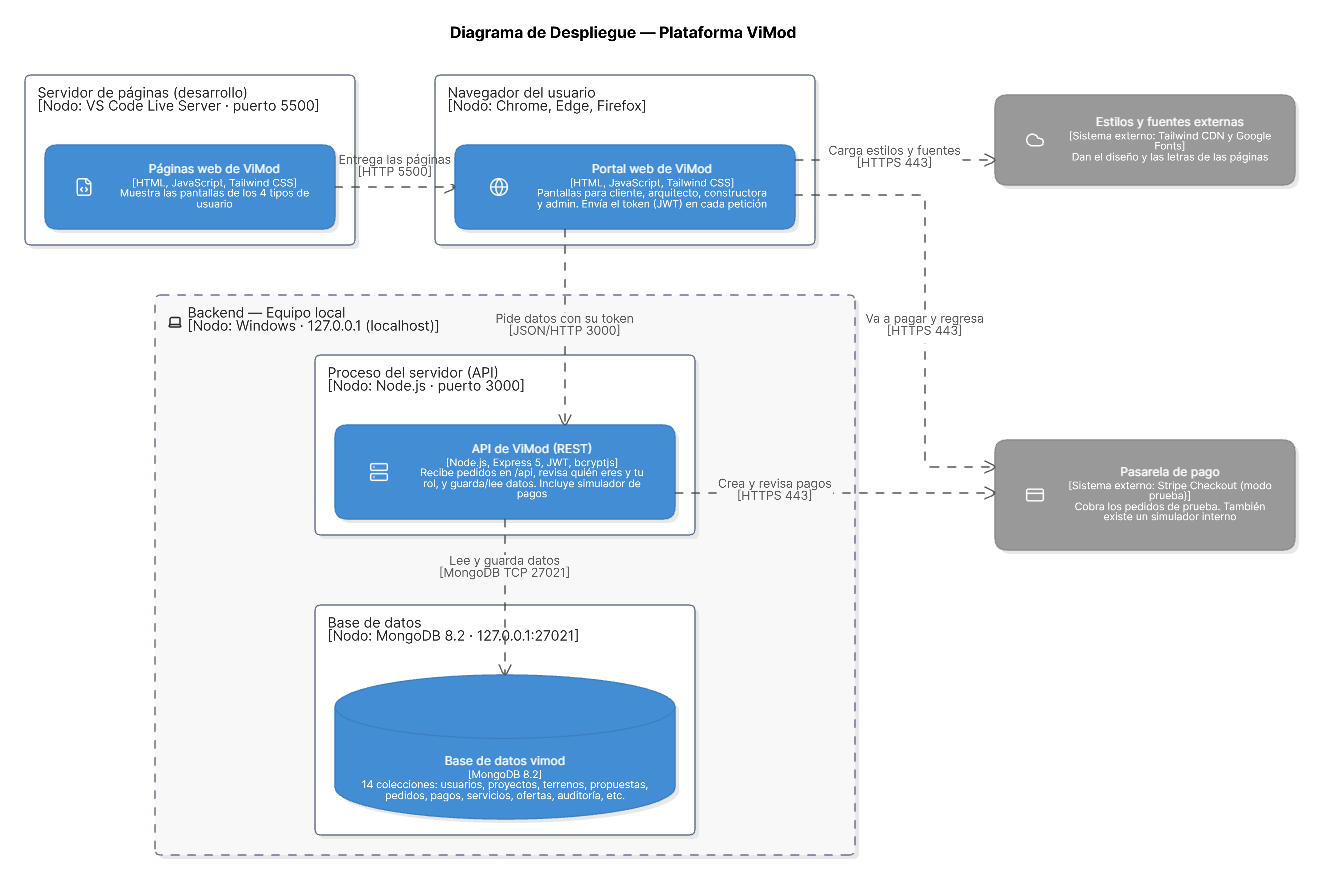 Diagrama de Despliegue — Plataforma ViMod
Servidor de páginas (desarrollo)
[Nodo: VS Code Live Server · puerto 5500]
Páginas web de ViMod
[HTML, JavaScript, Tailwind CSS]
Muestra las pantallas de los 4 tipos de
usuario
Entrega las páginas
[HTTP 5500]
Navegador del usuario
[Nodo: Chrome, Edge, Firefox]
Portal web de ViMod
[HTML, JavaScript, Tailwind CSS]
Pantallas para cliente, arquitecto, constructora
y admin. Envía el token (JWT) en cada petición
Carga estilos y fuentes
[HTTPS 443]
Estilos y fuentes externas
[Sistema externo: Tailwind CDN y Google
Fonts]
Dan el diseño y las letras de las páginas
Backend — Equipo local
[Nodo: Windows · 127.0.0.1 (localhost)]
Pide datos con su token
[JSON/HTTP 3000]
Va a pagar y regresa
[HTTPS 443]
Proceso del servidor (API)
[Nodo: Node.js · puerto 3000]
API de ViMod (REST)
[Node.js, Express 5, JWT, bcryptjs]
Recibe pedidos en /api, revisa quién eres y tu
rol, y guarda/lee datos. Incluye simulador de
pagos
Crea y revisa pagos
[HTTPS 443]
Pasarela de pago
[Sistema externo: Stripe Checkout (modo
prueba)]
Cobra los pedidos de prueba. También
existe un simulador interno
Lee y guarda datos
[MongoDB TCP 27021]
Base de datos
[Nodo: MongoDB 8.2 · 127.0.0.1:27021]
Base de datos vimod
[MongoDB 8.2]
14 colecciones: usuarios, proyectos, terrenos, propuestas,
pedidos, pagos, servicios, ofertas, auditoría, etc.